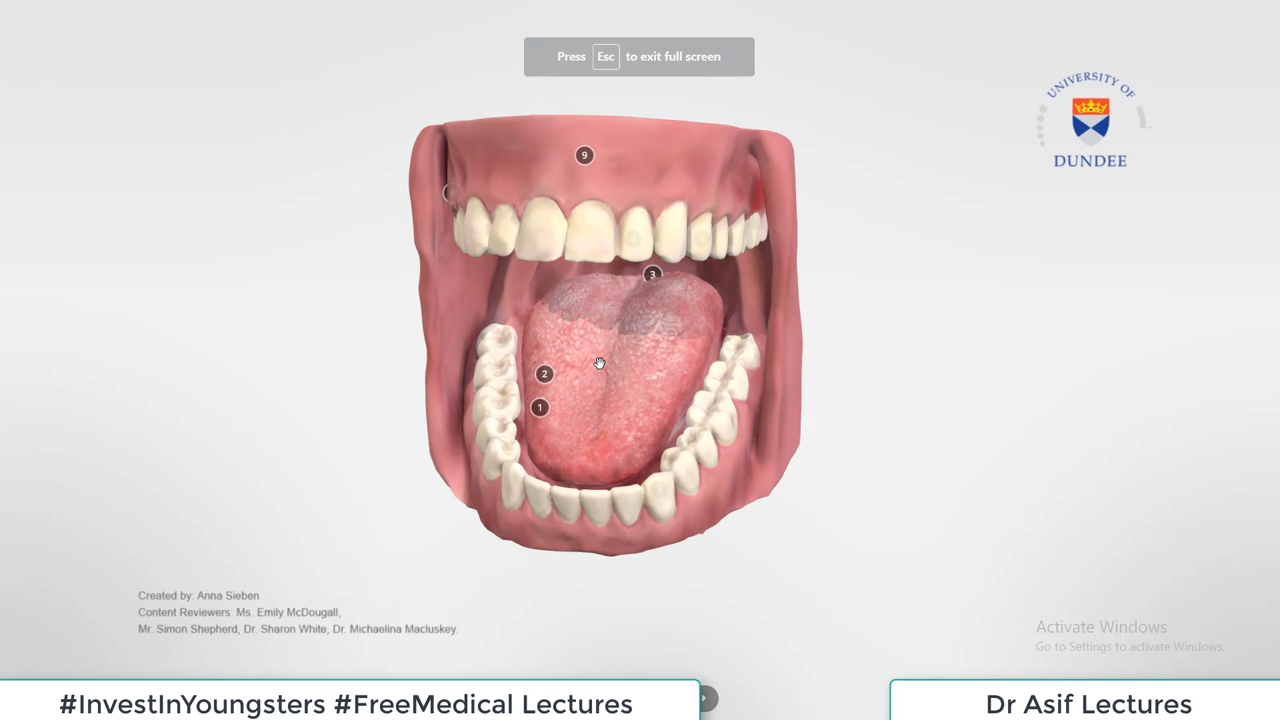 Press Esc to exit full screen
UNIVERSITY OF
DUNDEE
9
3
2
1
Created by: Anna Sieben
Content Reviewers: Ms. Emily McDougall,
Mr. Simon Shepherd, Dr. Sharon White, Dr. Michaelina Macluskey.
Activate Windows
Go to Settings to activate Windows.
#InvestInYoungsters #FreeMedical Lectures
Dr Asif Lectures